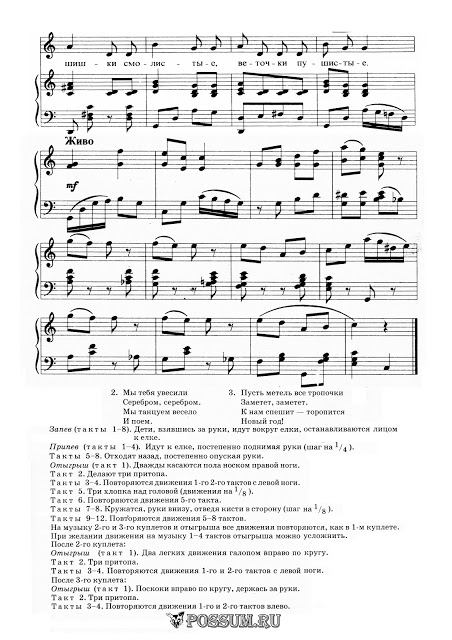 шиш - ки смо - лис - ты - е, ве - точ - ки пу - шис - ты - е.
Живо
mf
2. Мы тебя увесили
Серебром, серебром.
Мы танцуем весело
И поем.
3. Пусть метель все тропочки
Заметет, заметет.
К нам спешит — торопится
Новый год!
Запев (такты 1–8). Дети, взявшись за руки, идут вокруг елки, останавливаются лицом
к елке.
Припев (такты 1–4). Идут к елке, постепенно поднимая руки (шаг на 1/4).
Такты 5–8. Отходят назад, постепенно опуская руки.
Отыгрыш (такт 1). Дважды касаются пола носком правой ноги.
Такт 2. Делают три притопа.
Такты 3–4. Повторяются движения 1-го 2-го тактов с левой ноги.
Такт 5. Три хлопка над головой (движения на 1/8).
Такт 6. Повторяются движения 5-го такта.
Такты 7–8. Кружатся, руки внизу, отведя кисти в сторону (шаг на 1/8).
Такты 9–12. Повторяются движения 5–8 тактов.
На музыку 2-го и 3-го куплетов и отыгрыша все движения повторяются, как в 1-м куплете.
При желании движения на музыку 1–4 тактов отыгрыша можно усложнить.
После 2-го куплета:
Отыгрыш (такт 1). Два легких движения галопом вправо по кругу.
Такт 2. Три притопа.
Такты 3–4. Повторяются движения 1-го и 2-го тактов с левой ноги.
После 3-го куплета:
Отыгрыш (такт 1). Поскоки вправо по кругу, держась за руки.
Такт 2. Три притопа.
Такты 3–4. Повторяются движения 1-го и 2-го тактов влево.
POSSUM.RU